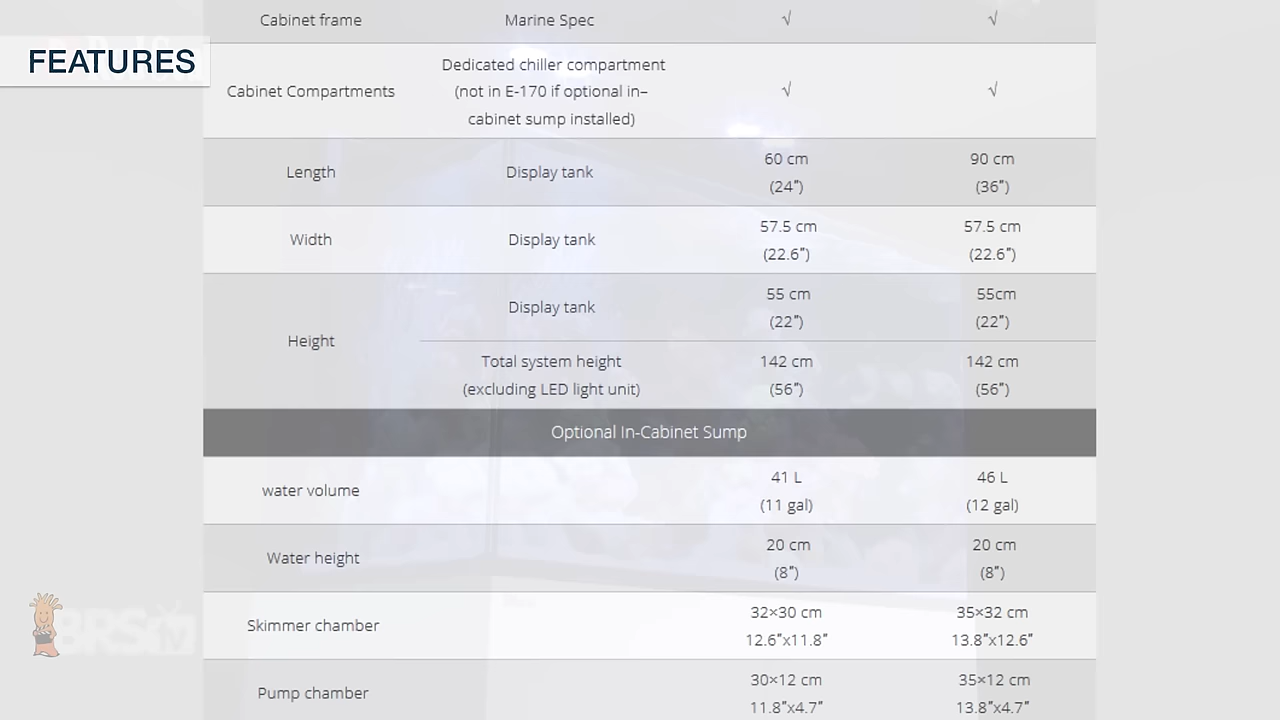 FEATURES
Cabinet frame Marine Spec √ √
Dedicated chiller compartment
Cabinet Compartments (not in E-170 if optional in– √ √
cabinet sump installed)
60 cm 90 cm
Length Display tank
(24”) (36”)
57.5 cm 57.5 cm
Width Display tank
(22.6”) (22.6”)
55 cm 55cm
Display tank
(22”) (22”)
Height
Total system height 142 cm 142 cm
(excluding LED light unit) (56”) (56”)
Optional In-Cabinet Sump
41 L 46 L
water volume
(11 gal) (12 gal)
20 cm 20 cm
Water height
(8”) (8”)
32×30 cm 35×32 cm
Skimmer chamber
12.6”x11.8” 13.8”x12.6”
30×12 cm 35×12 cm
Pump chamber
11.8”x4.7” 13.8”x4.7”
BRStv